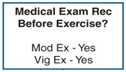 Medical Exam Rec
Before Exercise?
Mod Ex - Yes
Vig Ex - Yes